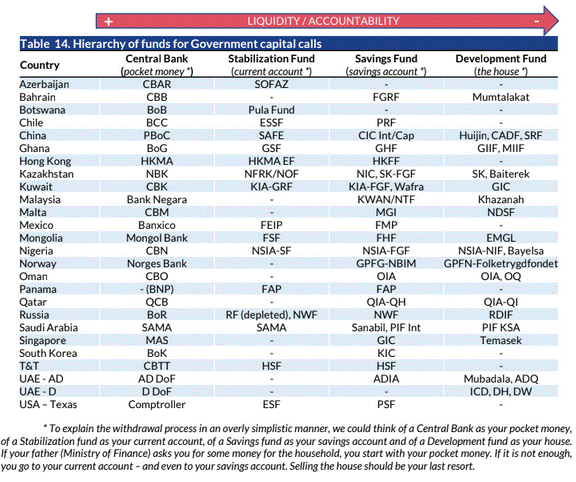 + LIQUIDITY / ACCOUNTABILITY -
Table 14. Hierarchy of funds for Government capital calls
Country Central Bank Stabilization Fund Savings Fund Development Fund
(pocket money *) (current account *) (savings account *) (the house *)
Azerbaijan CBAR SOFAZ - -
Bahrain CBB - FGRF Mumtalakat
Botswana BoB Pula Fund - -
Chile BCC ESSF PRF -
China PBoC SAFE CIC Int/Cap Huijin, CADF, SRF
Ghana BoG GSF GHF GIIF, MIIF
Hong Kong HKMA HKMA EF HKFF -
Kazakhstan NBK NFRK/NOF NIC, SK-FGF SK, Baiterek
Kuwait CBK KIA-GRF KIA-FGF, Wafra GIC
Malaysia Bank Negara - KWAN/NTF Khazanah
Malta CBM - MGI NDSF
Mexico Banxico FEIP FMP -
Mongolia Mongol Bank FSF FHF EMGL
Nigeria CBN NSIA-SF NSIA-FGF NSIA-NIF, Bayelsa
Norway Norges Bank - GPFG-NBIM GPFN-Folketrygdfondet
Oman CBO - OIA OIA, OQ
Panama - (BNP) FAP FAP -
Qatar QCB - QIA-QH QIA-QI
Russia BoR RF (depleted), NWF NWF RDIF
Saudi Arabia SAMA SAMA Sanabil, PIF Int PIF KSA
Singapore MAS - GIC Temasek
South Korea BoK - KIC -
T&T CBTT HSF HSF -
UAE - AD AD DoF - ADIA Mubadala, ADQ
UAE - D D DoF - - ICD, DH, DW
USA – Texas Comptroller ESF PSF -
* To explain the withdrawal process in an overly simplistic manner, we could think of a Central Bank as your pocket money,
of a Stabilization fund as your current account, of a Saving fund as your savings account and of a Development fund as your house.
If your father (Ministry of Finance) asks you for some money for the household, you start with your pocket money. If it is not enough,
you go to your current account – and even to your savings account. Selling the house should be your last resort.